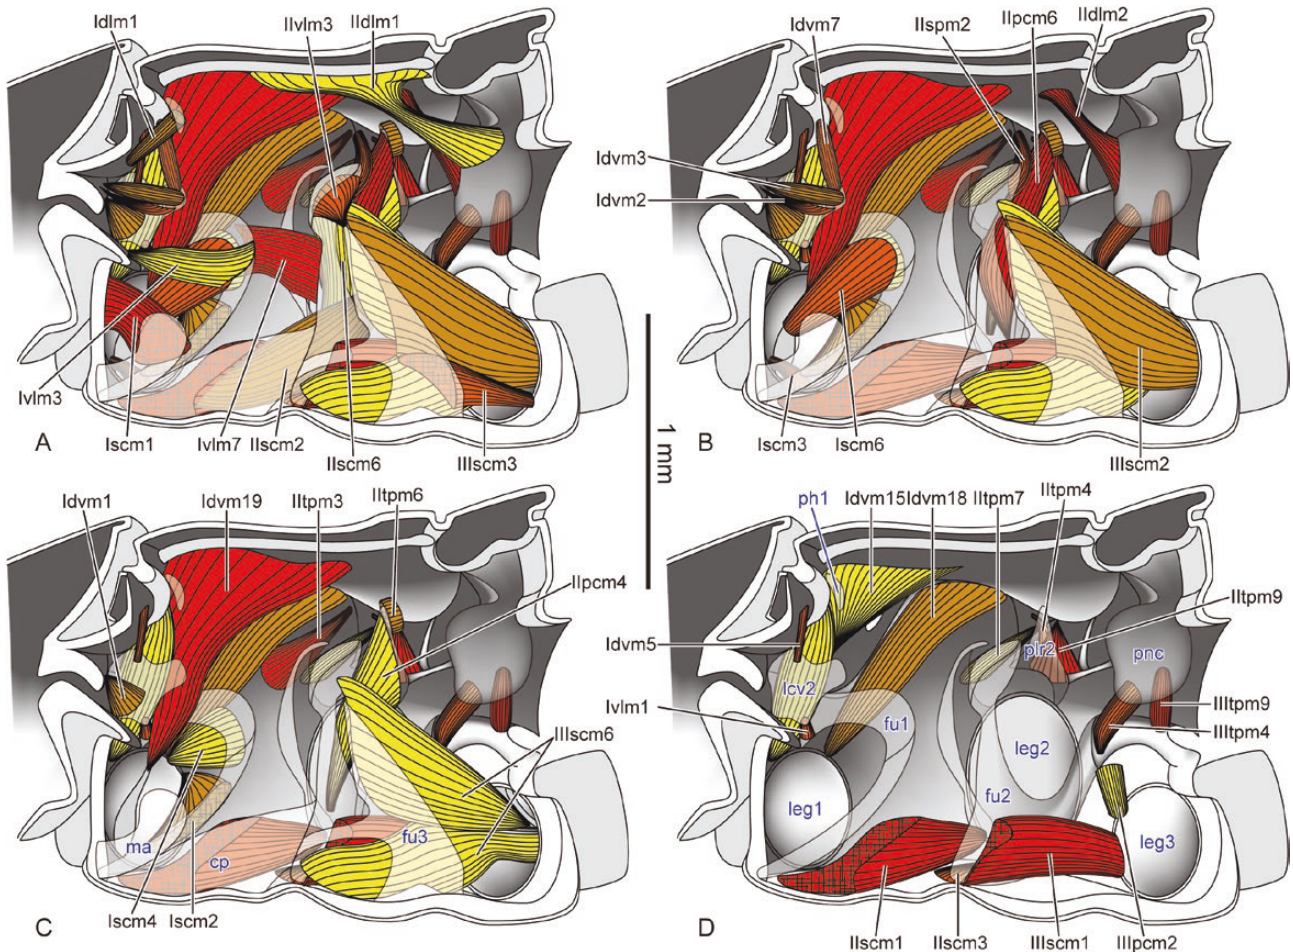 Idlm1 IIvlm3 IIdlm1
Ivlm3
Iscm1 Ivlm7 IIscm2 IIscm6 IIIscm3
A
Idvm7 IIspm2 IIpcm6 IIdlm2
Idvm3
Idvm2
Iscm3 Iscm6 IIIscm2
B
1 mm
Idvm1 Idvm19 IItpm3 IItpm6
IIpcm4
IIIscm6
ma cp fu3
Iscm4 Iscm2
C
ph1 Idvm15 Idvm18 IItpm7 IItpm4
IItpm9
Idvm5
plr2 pnc
lcv2
Ivlm1
fu1
IIItpm9
IIItpm4
leg2
leg1 fu2
leg3
IIscm1 IIscm3 IIIscm1 IIIpcm2
D